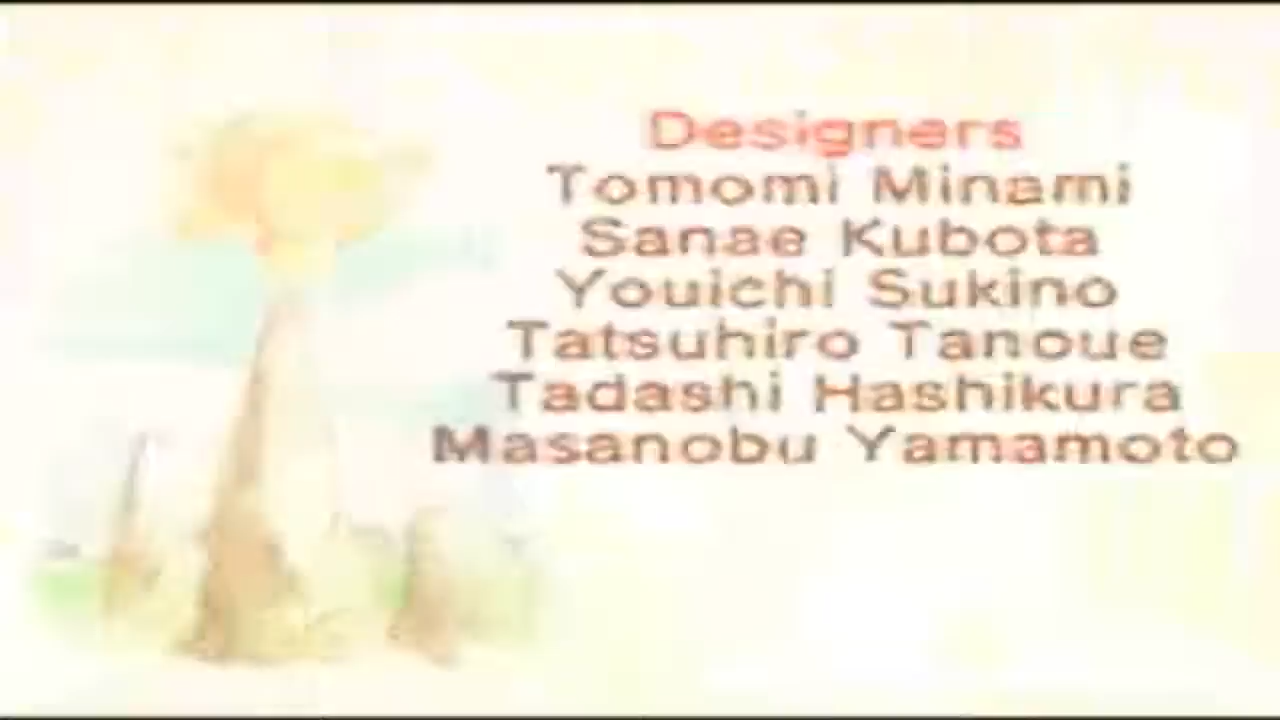 Designers
Tomomi Minami
Sanae Kubota
Youichi Sukino
Tatsuhiro Tanoue
Tadashi Hashikura
Masanobu Yamamoto